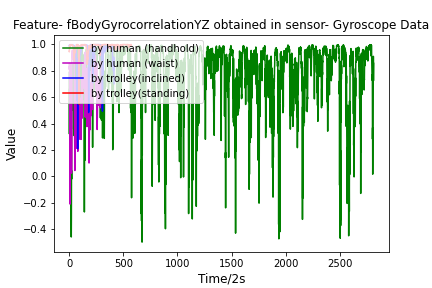 Feature- fBodyGyrocorrelationYZ obtained in sensor- Gyroscope Data
1.0
0.8
0.6
0.4
0.2
0.0
−0.2
−0.4
Value
by human (handhold)
by human (waist)
by trolley(inclined)
by trolley(standing)
0
500
1000
1500
2000
2500
Time/2s